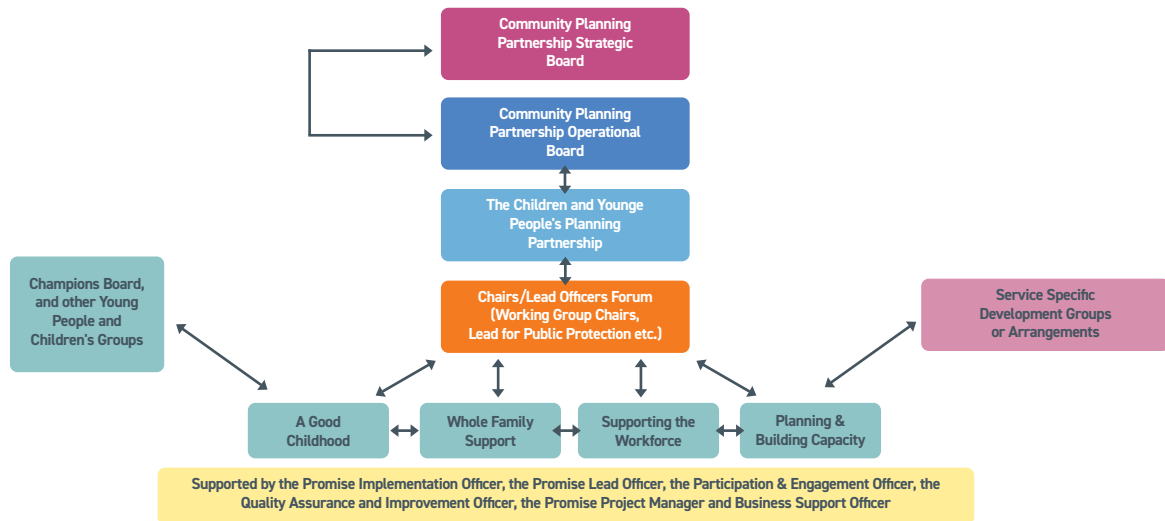 Community Planning
Partnership Strategic
Board
Community Planning
Partnership Operational
Board
The Children and Younge
People's Planning
Partnership
Champions Board,
and other Young
People and
Children's Groups
Chairs/Lead Officers Forum
(Working Group Chairs,
Lead for Public Protection etc.)
Service Specific
Development Groups
or Arrangements
A Good
Childhood
Whole Family
Support
Supporting the
Workforce
Planning &
Building Capacity
Supported by the Promise Implementation Officer, the Promise Lead Officer, the Participation & Engagement Officer, the
Quality Assurance and Improvement Officer, the Promise Project Manager and Business Support Officer